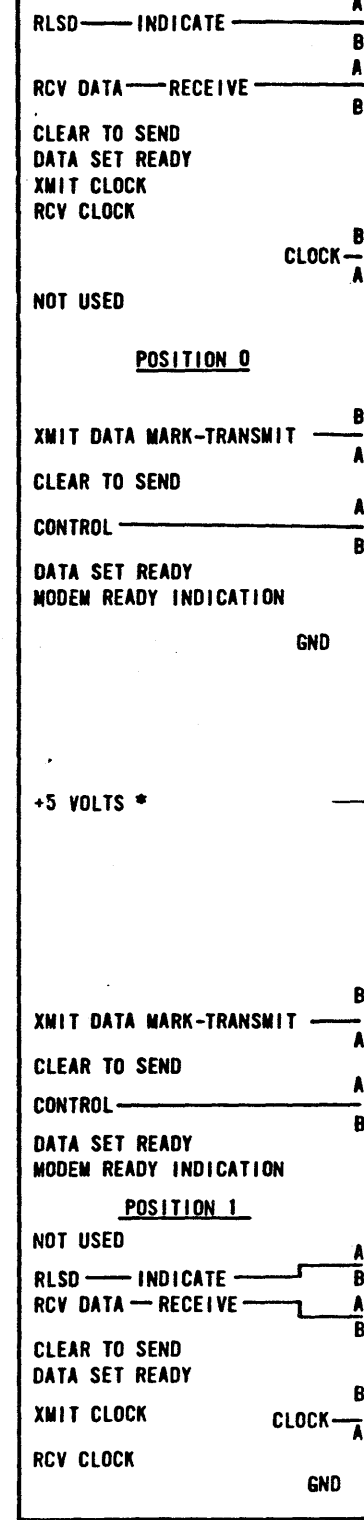 A
RLSD — INDICATE —
B
A
RCV DATA — RECEIVE —
B
CLEAR TO SEND
DATA SET READY
XMIT CLOCK
RCV CLOCK
B
CLOCK —
A
NOT USED
POSITION 0
B
XMIT DATA MARK-TRANSMIT —
A
CLEAR TO SEND
A
CONTROL —
B
DATA SET READY
MODEM READY INDICATION
GND
+5 VOLTS *
B
XMIT DATA MARK-TRANSMIT —
A
CLEAR TO SEND
A
CONTROL —
B
DATA SET READY
MODEM READY INDICATION
POSITION 1
NOT USED
A
RLSD — INDICATE — B
RCV DATA — RECEIVE — A
B
CLEAR TO SEND
DATA SET READY
B
XMIT CLOCK CLOCK —
A
RCV CLOCK
GND